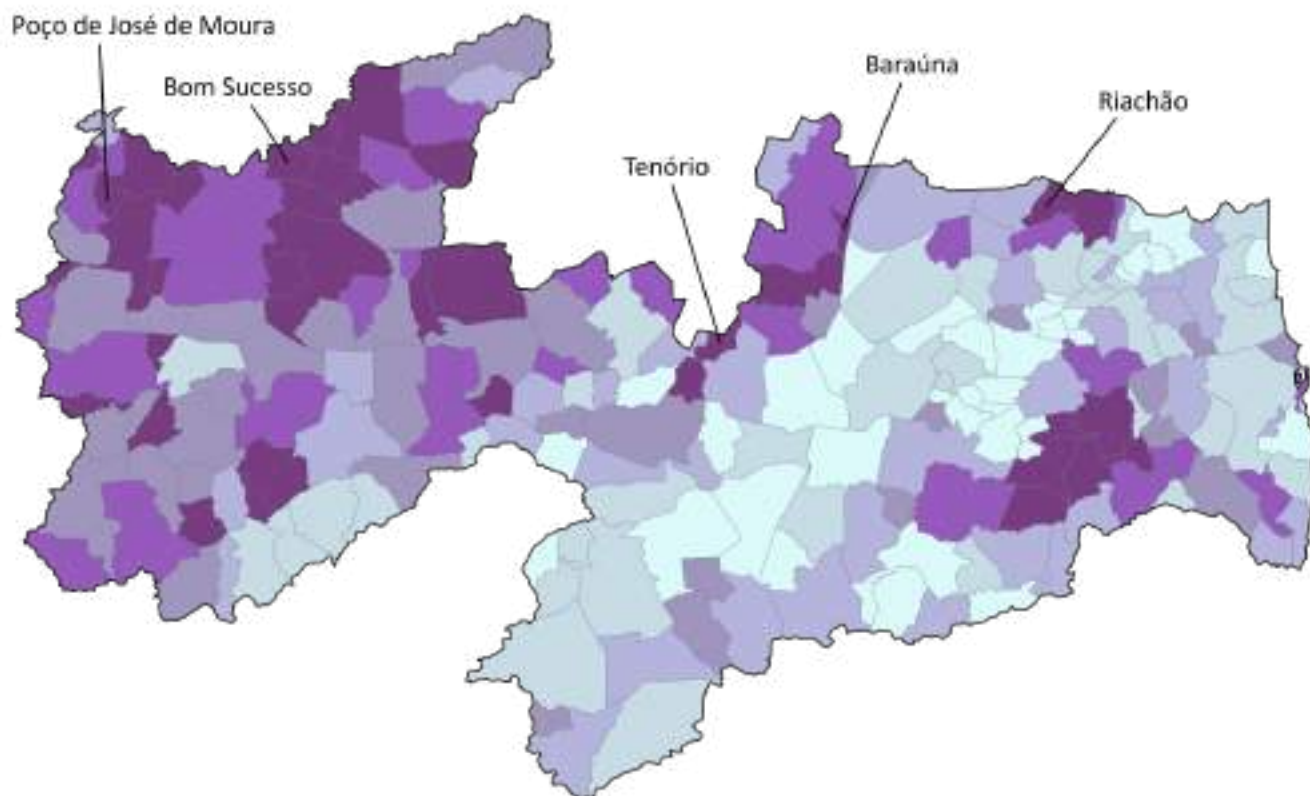 Poço de José de Moura
Bom Sucesso
Baraúna
Riachão
Tenório